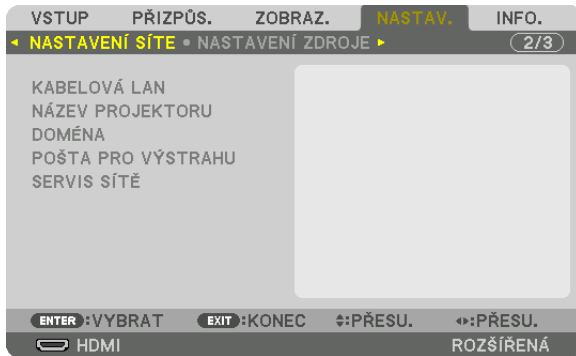 VSTUP PŘIZPŮS. ZOBRAZ. NASTAV. INFO.
◄ NASTAVENÍ SÍTE • NASTAVENÍ ZDROJE ► 2/3
KABELOVÁ LAN
NÁZEV PROJEKTORU
DOMÉNA
POŠTA PRO VÝSTRAHU
SERVIS SÍTĚ
ENTER :VYBRAT EXIT :KONEC :PŘESU. :PŘESU.
HDMI ROZŠÍŘENÁ